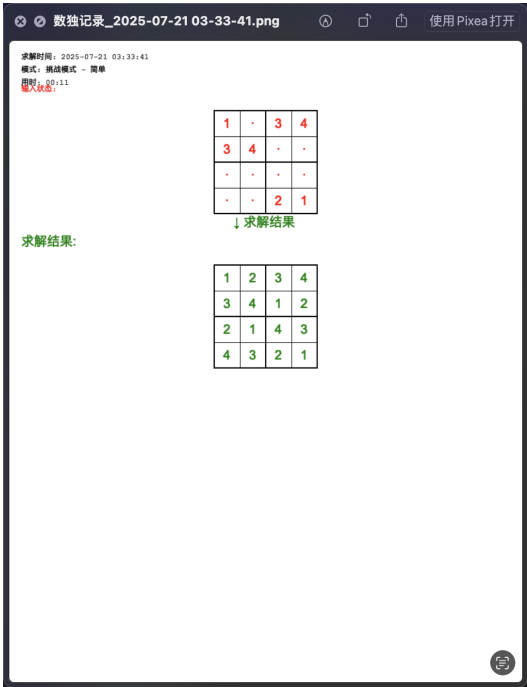 数独记录_2025-07-21 03-33-41.png
使用 Pixea 打开
求解时间: 2025-07-21 03:33:41
模式: 挑战模式 - 简单
用时: 00:11
输入状态:
1 · 3 4
3 4 · ·
· · · ·
· · 2 1
↓ 求解结果
求解结果:
1 2 3 4
3 4 1 2
2 1 4 3
4 3 2 1